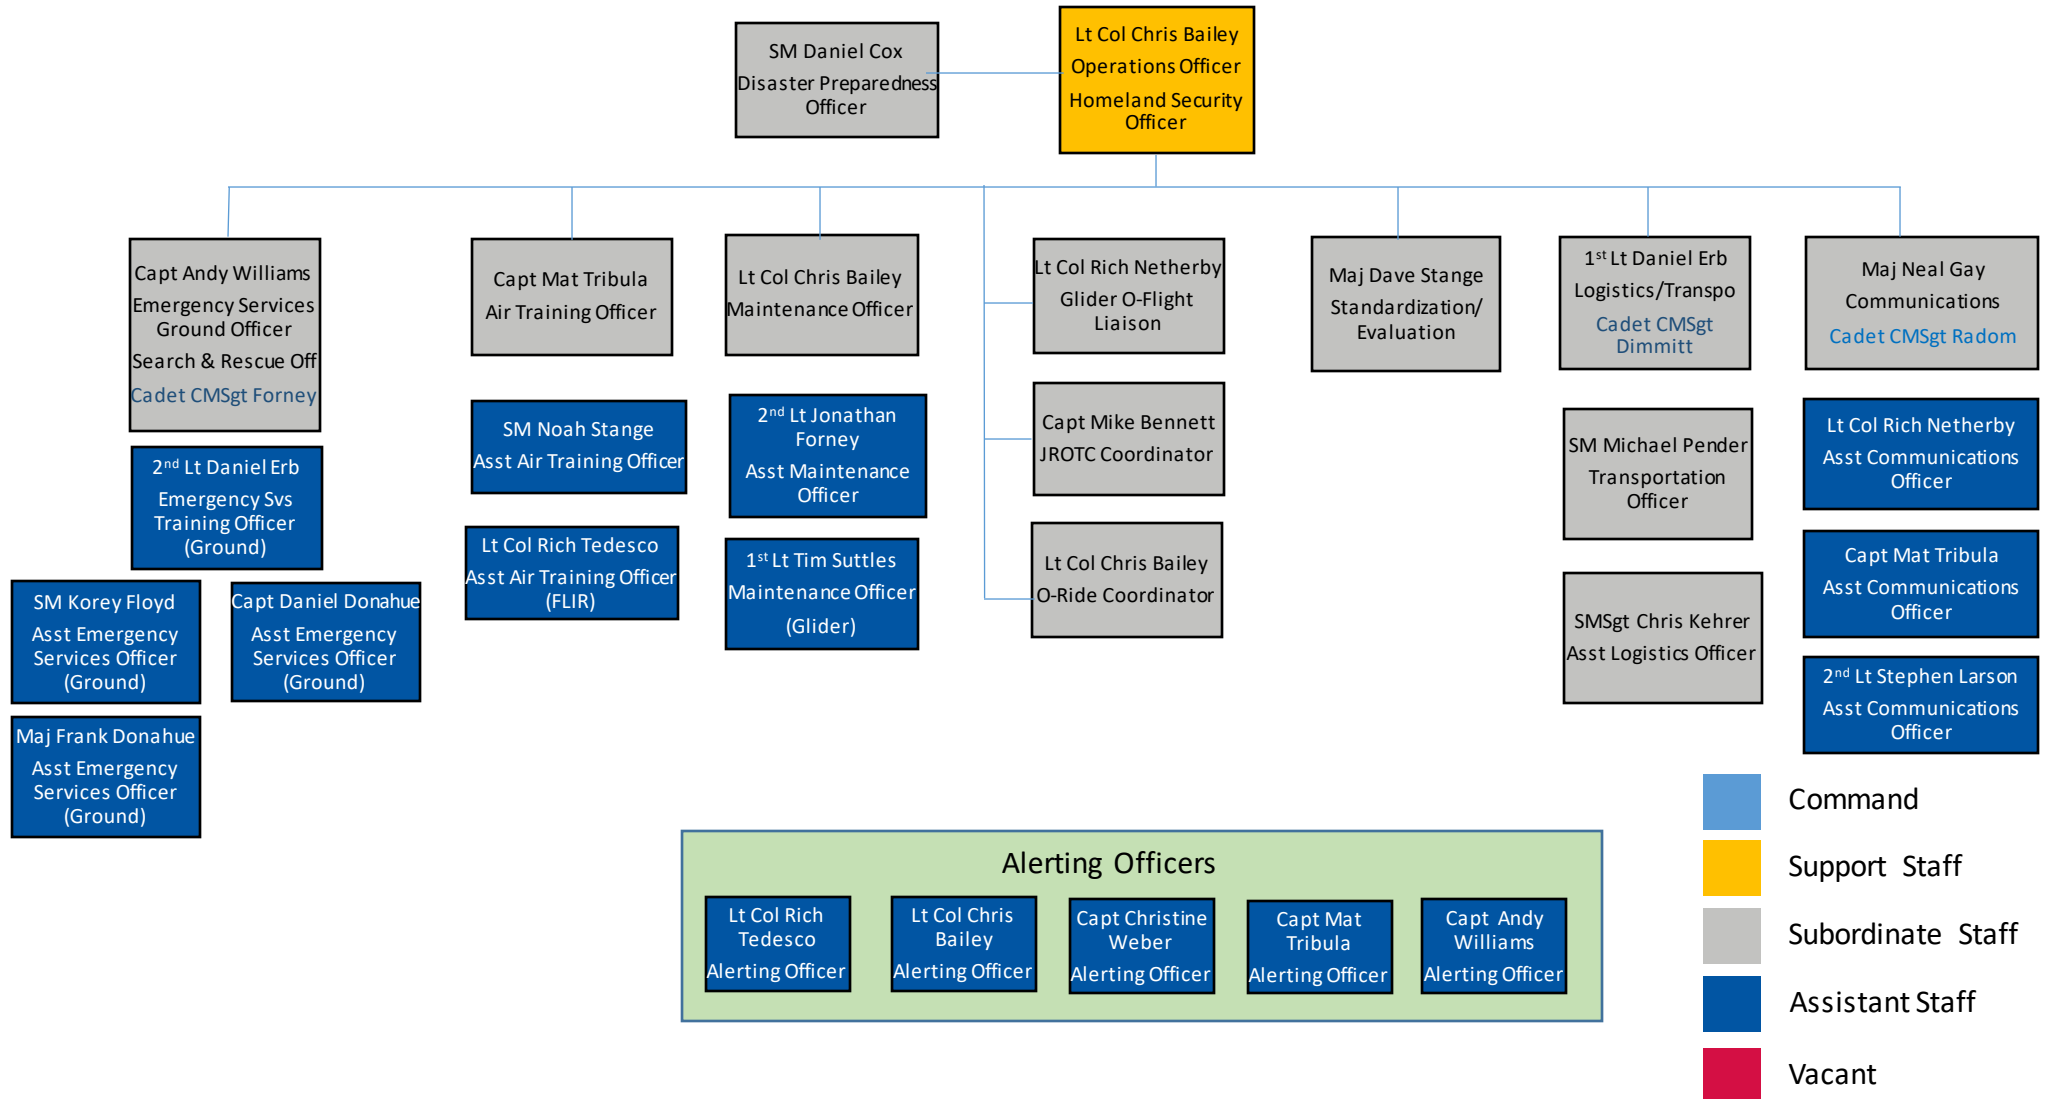 SM Daniel Cox
Disaster Preparedness
Officer
Lt Col Chris Bailey
Operations Officer
Homeland Security
Officer
Capt Andy Williams
Emergency Services
Ground Officer
Search & Rescue Off
Cadet CMSgt Forney
Capt Mat Tribula
Air Training Officer
Lt Col Chris Bailey
Maintenance Officer
Lt Col Rich Netherby
Glider O-Flight
Liaison
Maj Dave Stange
Standardization/
Evaluation
1st Lt Daniel Erb
Logistics/Transpo
Cadet CMSgt
Dimmitt
Maj Neal Gay
Communications
Cadet CMSgt Radom
2nd Lt Daniel Erb
Emergency Svs
Training Officer
(Ground)
SM Noah Stange
Asst Air Training Officer
2nd Lt Jonathan
Forney
Asst Maintenance
Officer
Capt Mike Bennett
JROTC Coordinator
SM Michael Pender
Transportation
Officer
Lt Col Rich Netherby
Asst Communications
Officer
SM Korey Floyd
Asst Emergency
Services Officer
(Ground)
Capt Daniel Donahue
Asst Emergency
Services Officer
(Ground)
Lt Col Rich Tedesco
Asst Air Training Officer
(FLIR)
1st Lt Tim Suttles
Maintenance Officer
(Glider)
Lt Col Chris Bailey
O-Ride Coordinator
SMSgt Chris Kehrer
Asst Logistics Officer
Capt Mat Tribula
Asst Communications
Officer
2nd Lt Stephen Larson
Asst Communications
Officer
Maj Frank Donahue
Asst Emergency
Services Officer
(Ground)
Alerting Officers
Lt Col Rich
Tedesco
Alerting Officer
Lt Col Chris
Bailey
Alerting Officer
Capt Christine
Weber
Alerting Officer
Capt Mat
Tribula
Alerting Officer
Capt Andy
Williams
Alerting Officer
Command
Support Staff
Subordinate Staff
Assistant Staff
Vacant